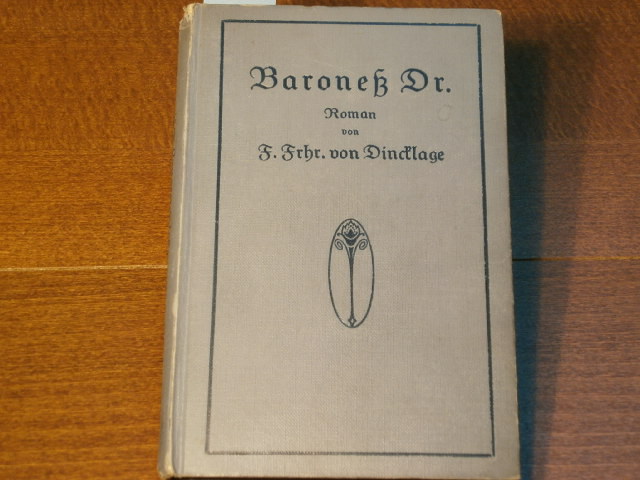 Baroneß Dr.
Roman
von
F. Frhr. von Dincklage